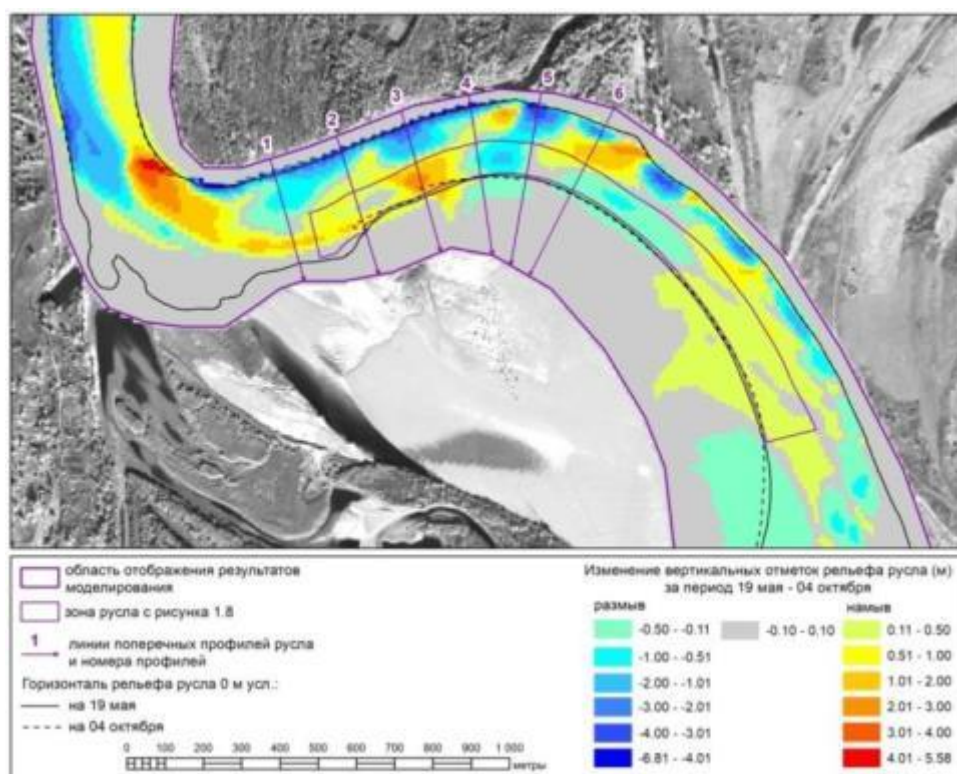 1
2
3
4
5
6
область отображения результатов
моделирования
зона русла с рисунка 1.8
1
линии поперечных профилей русла
и номера профилей
Горизонталь рельефа русла 0 м усл.:
на 19 мая
на 04 октября
0 100 200 300 400 500 600 700 800 900 1 000
метры
Изменение вертикальных отметок рельефа русла (м)
за период 19 мая - 04 октября
размыв
намыв
-0.50 - -0.11
-0.10 - 0.10
0.11 - 0.50
-1.00 - -0.51
0.51 - 1.00
-2.00 - -1.01
1.01 - 2.00
-3.00 - -2.01
2.01 - 3.00
-4.00 - -3.01
3.01 - 4.00
-6.81 - -4.01
4.01 - 5.58